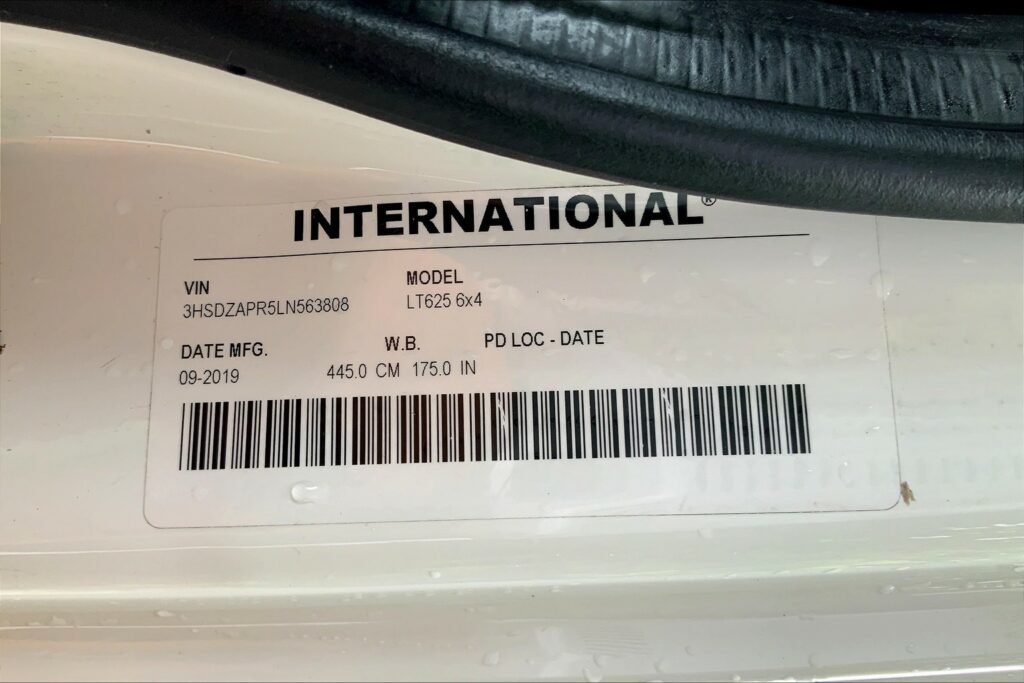 INTERNATIONAL®
VIN MODEL
3HSDZAPR5LN563808 LT625 6x4
DATE MFG. W.B. PD LOC - DATE
09-2019 445.0 CM 175.0 IN